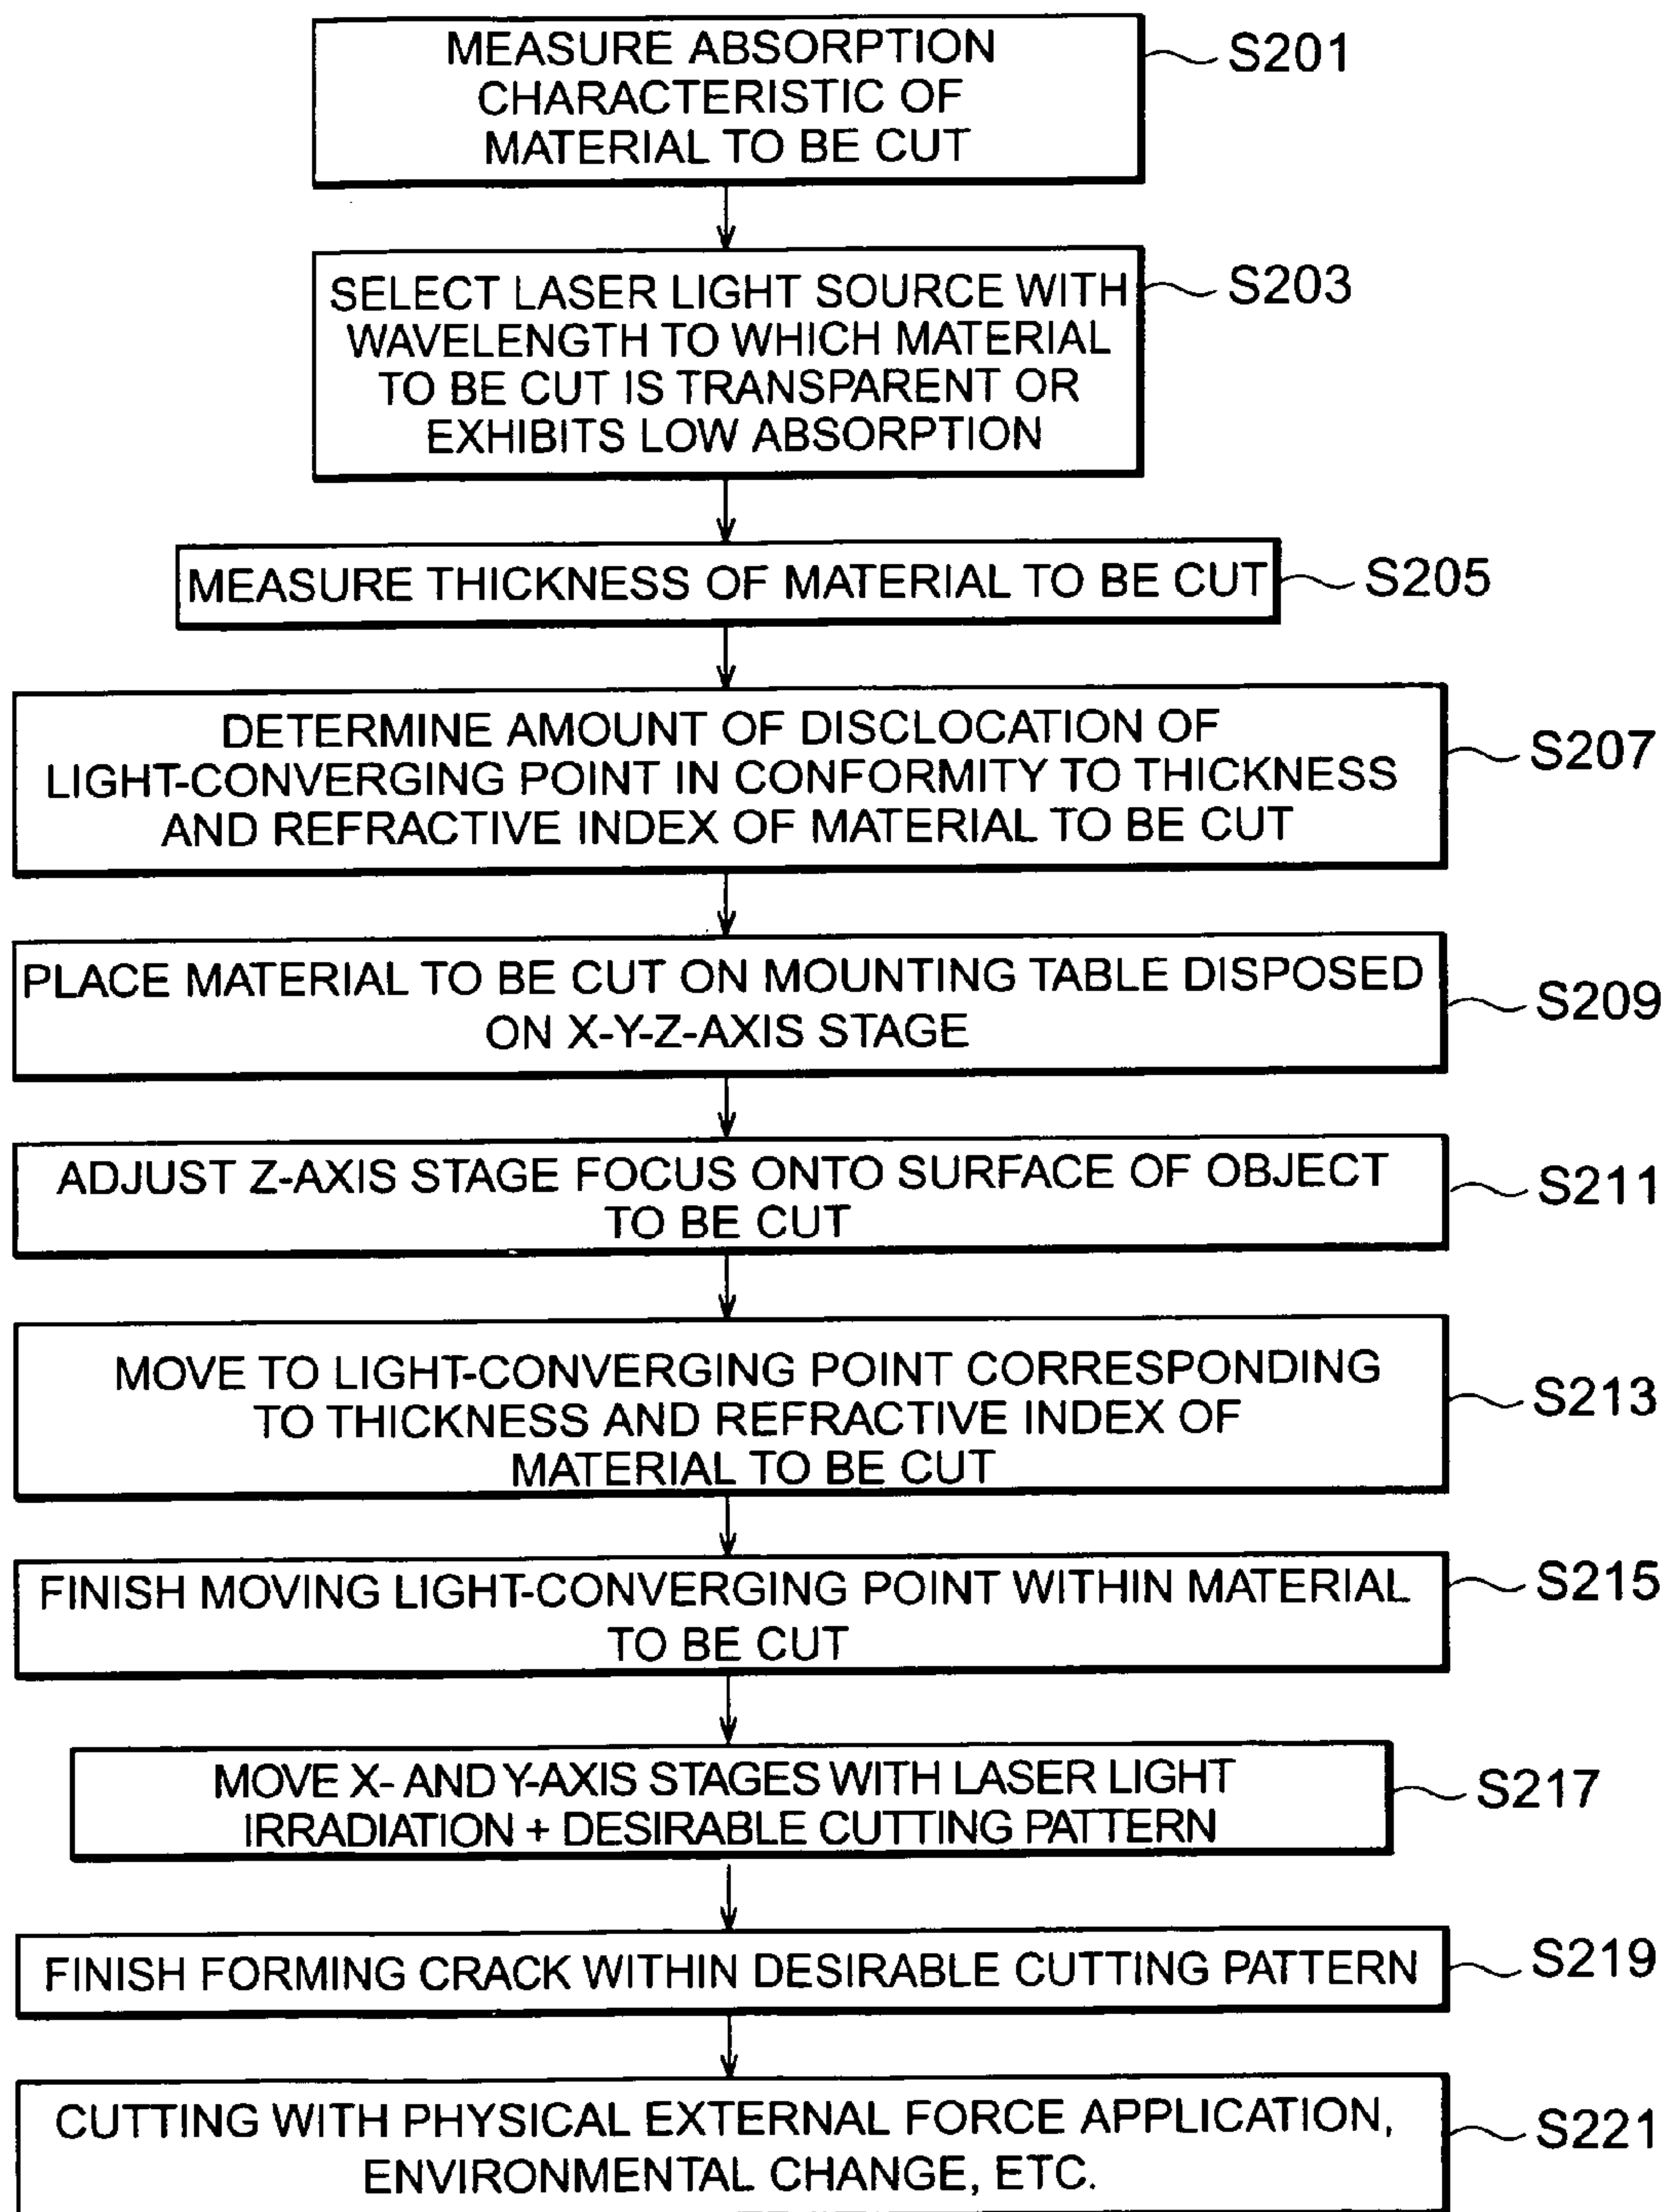 MEASURE ABSORPTION
CHARACTERISTIC OF
MATERIAL TO BE CUT
S201
SELECT LASER LIGHT SOURCE WITH
WAVELENGTH TO WHICH MATERIAL
TO BE CUT IS TRANSPARENT OR
EXHIBITS LOW ABSORPTION
S203
MEASURE THICKNESS OF MATERIAL TO BE CUT
S205
DETERMINE AMOUNT OF DISCLOCATION OF
LIGHT-CONVERGING POINT IN CONFORMITY TO THICKNESS
AND REFRACTIVE INDEX OF MATERIAL TO BE CUT
S207
PLACE MATERIAL TO BE CUT ON MOUNTING TABLE DISPOSED
ON X-Y-Z-AXIS STAGE
S209
ADJUST Z-AXIS STAGE FOCUS ONTO SURFACE OF OBJECT
TO BE CUT
S211
MOVE TO LIGHT-CONVERGING POINT CORRESPONDING
TO THICKNESS AND REFRACTIVE INDEX OF
MATERIAL TO BE CUT
S213
FINISH MOVING LIGHT-CONVERGING POINT WITHIN MATERIAL
TO BE CUT
S215
MOVE X- AND Y-AXIS STAGES WITH LASER LIGHT
IRRADIATION + DESIRABLE CUTTING PATTERN
S217
FINISH FORMING CRACK WITHIN DESIRABLE CUTTING PATTERN
S219
CUTTING WITH PHYSICAL EXTERNAL FORCE APPLICATION,
ENVIRONMENTAL CHANGE, ETC.
S221